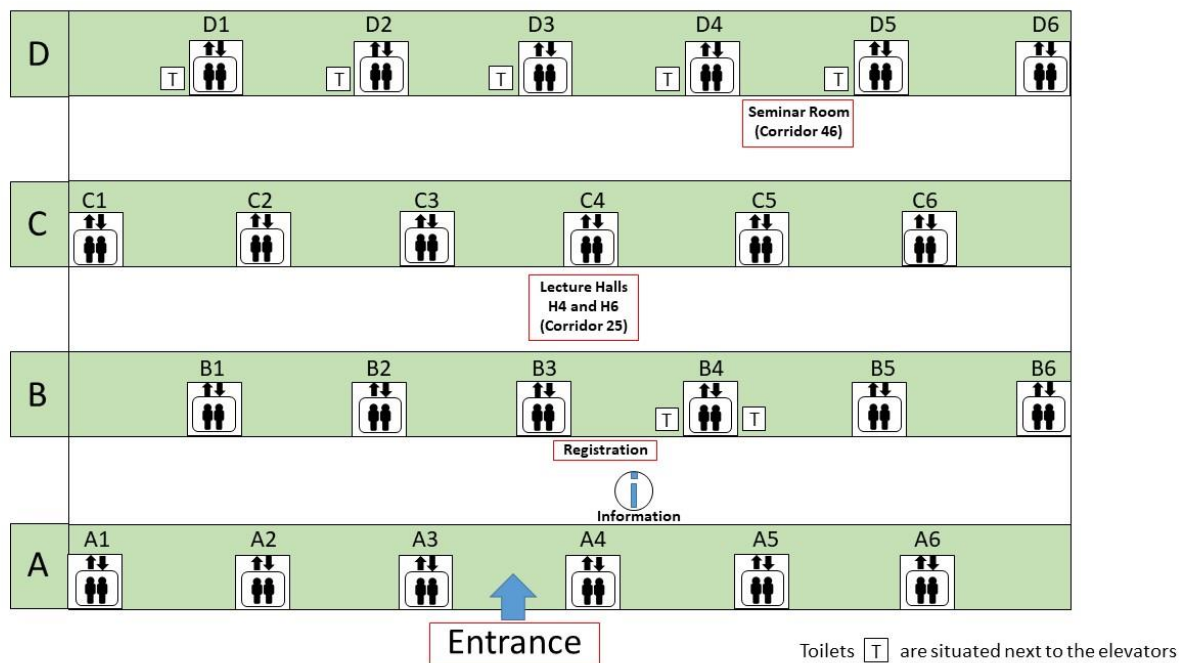 D1 D2 D3 D4 D5 D6
D
T T T T T
Seminar Room
(Corridor 46)
C1 C2 C3 C4 C5 C6
C
Lecture Halls
H4 and H6
(Corridor 25)
B1 B2 B3 B4 B5 B6
B
T T
Registration
i
Information
A1 A2 A3 A4 A5 A6
A
Entrance
Toilets T are situated next to the elevators